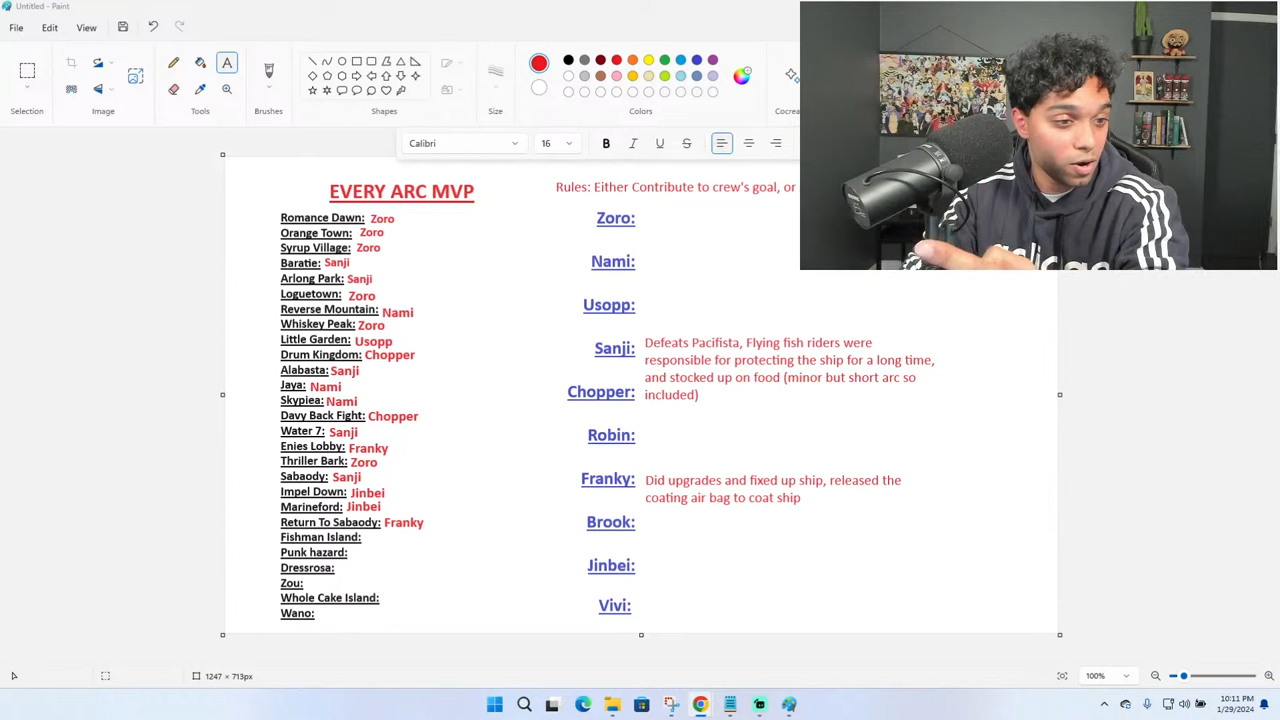 Untitled - Paint
File
Edit
View
Selection
Image
Tools
Brushes
Shapes
Size
Colors
Cocrea
Calibri
16
B
I
U
S
EVERY ARC MVP
Rules: Either Contribute to crew's goal, or
Romance Dawn: Zoro
Orange Town: Zoro
Syrup Village: Zoro
Baratie: Sanji
Arlong Park: Sanji
Loguetown: Zoro
Reverse Mountain: Nami
Whiskey Peak: Zoro
Little Garden: Usopp
Drum Kingdom: Chopper
Alabasta: Sanji
Jaya: Nami
Skypiea: Nami
Davy Back Fight: Chopper
Water 7: Sanji
Enies Lobby: Franky
Thriller Bark: Zoro
Sabaody: Sanji
Impel Down: Jinbei
Marineford: Jinbei
Return To Sabaody: Franky
Fishman Island:
Punk hazard:
Dressrosa:
Zou:
Whole Cake Island:
Wano:
Zoro:
Nami:
Usopp:
Sanji:
Defeats Pacifista, Flying fish riders were
responsible for protecting the ship for a long time,
and stocked up on food (minor but short arc so
included)
Chopper:
Robin:
Franky:
Did upgrades and fixed up ship, released the
coating air bag to coat ship
Brook:
Jinbei:
Vivi:
1247 × 713px
100%
10:11 PM
1/29/2024